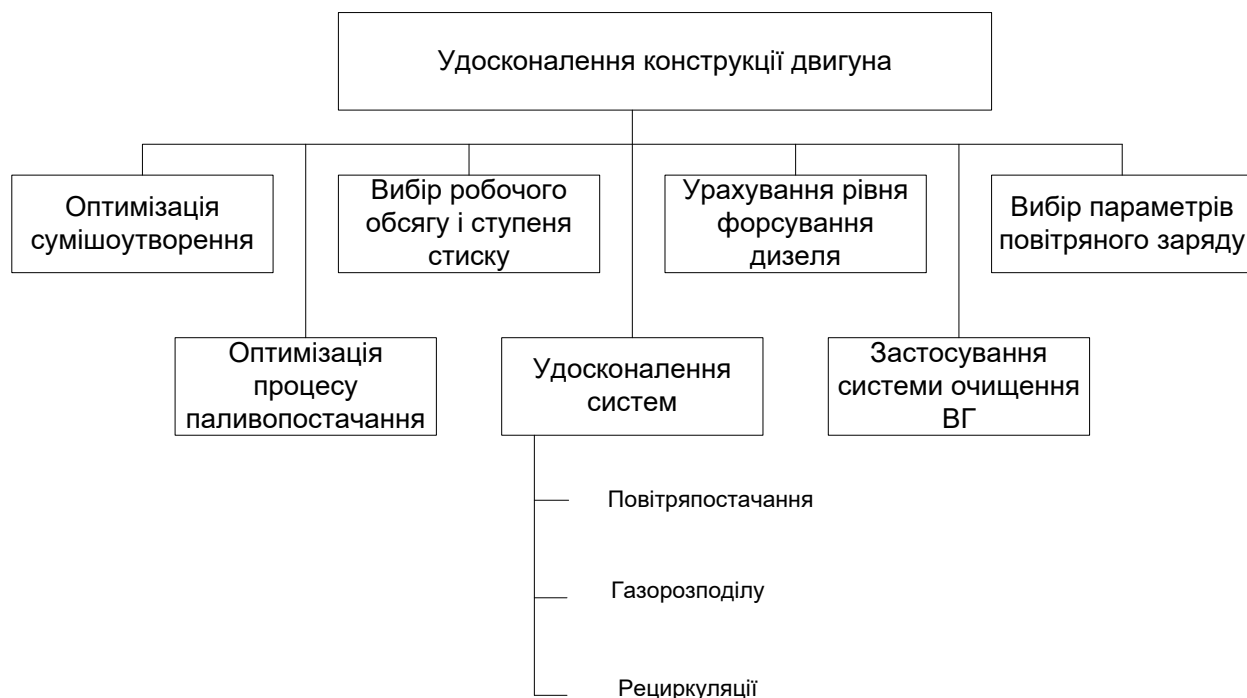 Удосконалення конструкції двигуна
Оптимізація
сумішоутворення
Вибір робочого
обсягу і ступеня
стиску
Урахування рівня
форсування
дизеля
Вибір параметрів
повітряного заряду
Оптимізація
процесу
паливопостачання
Удосконалення
систем
Застосування
системи очищення
ВГ
Повітряпостачання
Газорозподілу
Рециркуляції